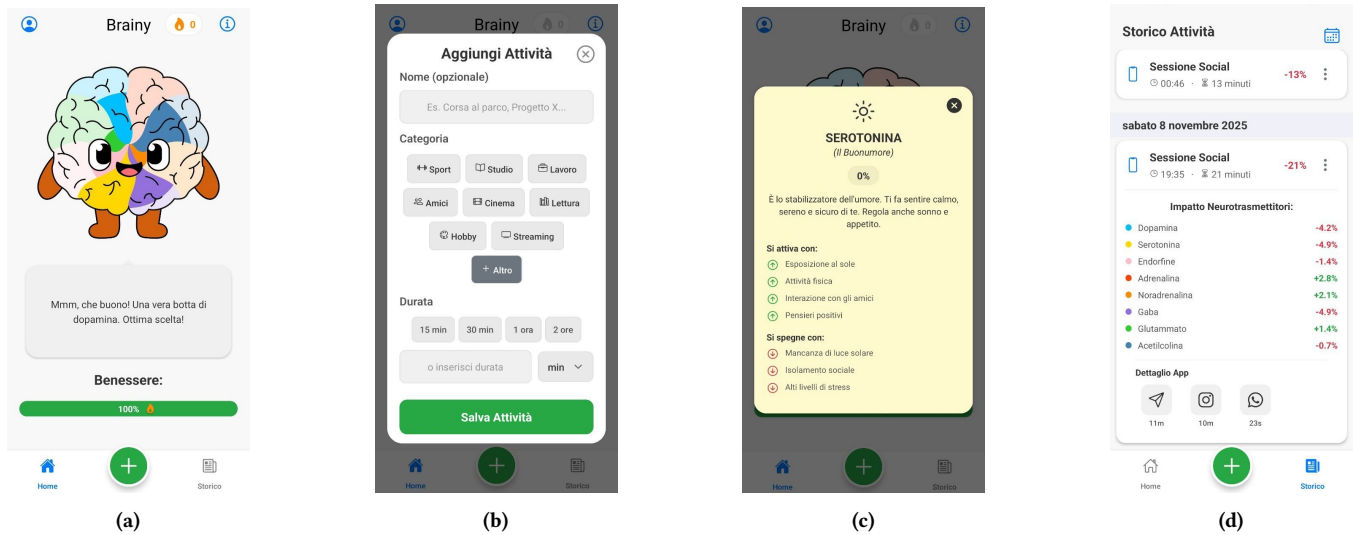 Brainy
0
Mmm, che buono! Una vera botta di
dopamina. Ottima scelta!
Benessere:
100%
Home
Storico
(a)
Brainy
0
Aggiungi Attività
Nome (opzionale)
Es. Corsa al parco, Progetto X...
Categoria
Sport
Studio
Lavoro
Amici
Cinema
Lettura
Hobby
Streaming
+ Altro
Durata
15 min
30 min
1 ora
2 ore
o inserisci durata
min
Salva Attività
Home
Storico
(b)
Brainy
0
SEROTONINA
(Il Buonumore)
0%
È lo stabilizzatore dell'umore. Ti fa sentire calmo,
sereno e sicuro di te. Regola anche sonno e
appetito.
Si attiva con:
Esposizione al sole
Attività fisica
Interazione con gli amici
Pensieri positivi
Si spegne con:
Mancanza di luce solare
Isolamento sociale
Alti livelli di stress
Home
Storico
(c)
Storico Attività
Sessione Social
00:46 · 13 minuti
-13%
sabato 8 novembre 2025
Sessione Social
19:35 · 21 minuti
-21%
Impatto Neurotrasmettitori:
Dopamina -4.2%
Serotonina -4.9%
Endorfine -1.4%
Adrenalina +2.8%
Noradrenalina +2.1%
Gaba -4.9%
Glutammato +1.4%
Acetilcolina -0.7%
Dettaglio App
11m
10m
23s
Home
Storico
(d)